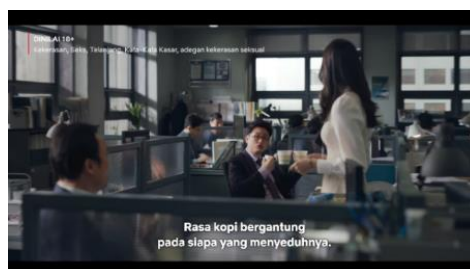 DINILAI 18+
Kekerasan, Seks, Telanjang, Kata-Kata Kasar, adegan kekerasan seksual
Rasa kopi bergantung
pada siapa yang menyeduhnya.